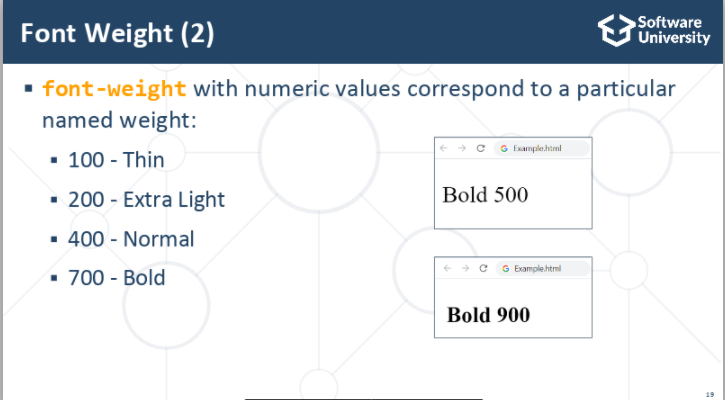 Font Weight (2)
Software
University
▪ font-weight with numeric values correspond to a particular
named weight:
▪ 100 - Thin
▪ 200 - Extra Light
▪ 400 - Normal
▪ 700 - Bold
Example.html
Bold 500
Example.html
Bold 900
19